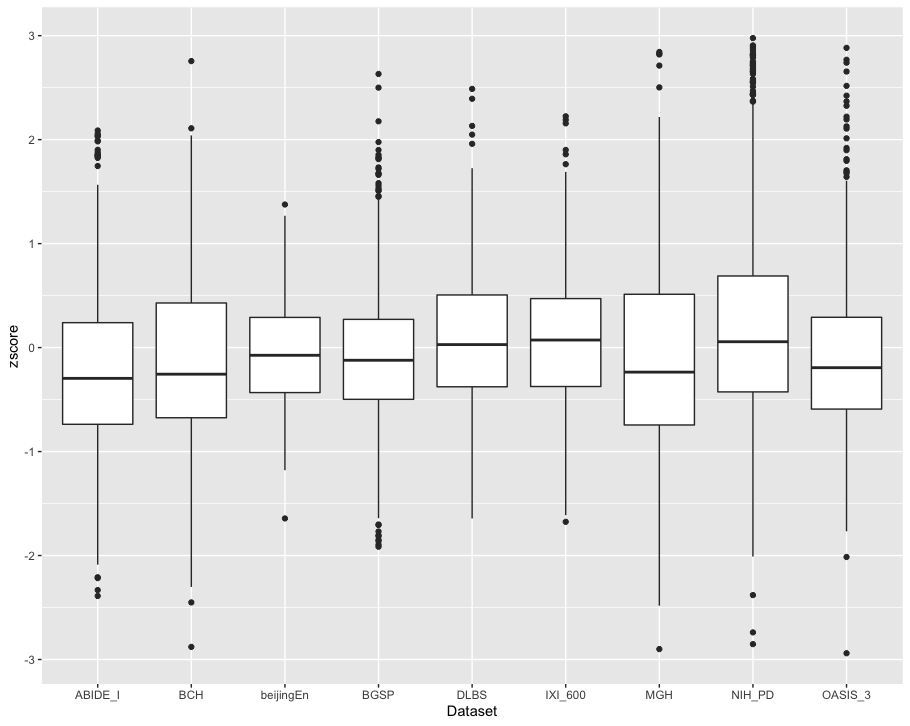 3
2
1
0
-1
-2
-3
zscore
ABIDE_I BCH beijingEn BGSP DLBS IXI_600 MGH NIH_PD OASIS_3
Dataset